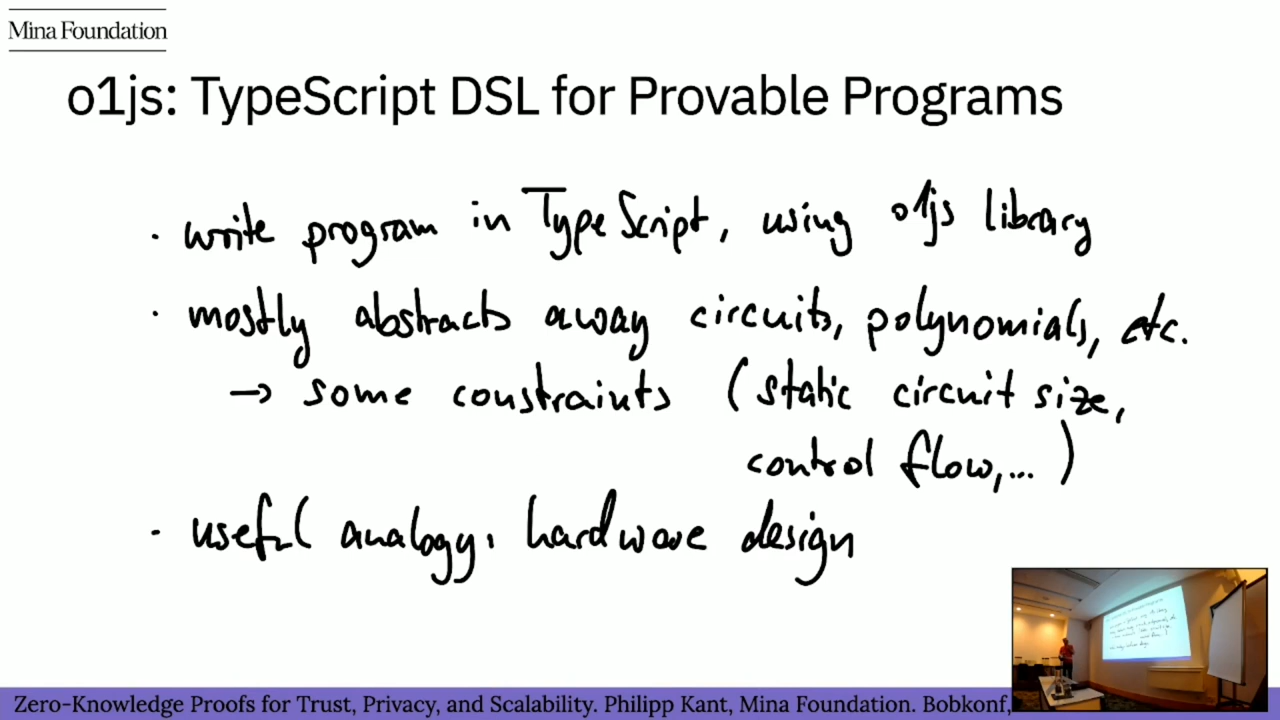 Mina Foundation
o1js: TypeScript DSL for Provable Programs
· write program in TypeScript, using o1js library
· mostly abstracts away circuits, polynomials, etc.
→ some constraints (static circuit size,
control flow,...)
· useful analogy: hardware design
Zero-Knowledge Proofs for Trust, Privacy, and Scalability. Philipp Kant, Mina Foundation. Bobkonf,